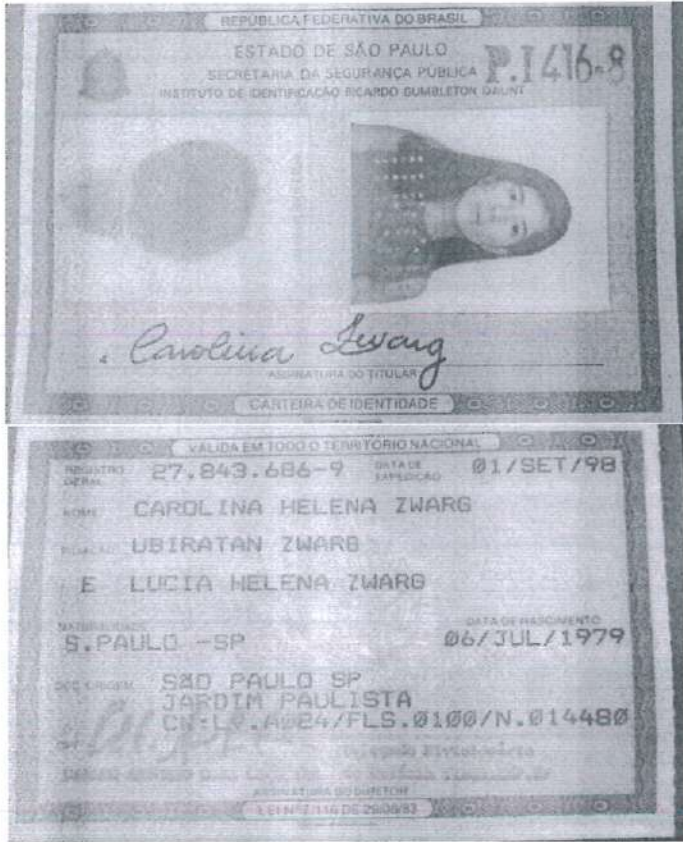 REPÚBLICA FEDERATIVA DO BRASIL
ESTADO DE SÃO PAULO
SECRETARIA DA SEGURANÇA PÚBLICA
P.I 416-8
INSTITUTO DE IDENTIFICAÇÃO RICARDO GUMBLETON DAUNT
Carolina Zwarg
ASSINATURA DO TITULAR
CARTEIRA DE IDENTIDADE
VÁLIDA EM TODO O TERRITÓRIO NACIONAL
REGISTRO GERAL 27.843.686-9 DATA DE EXPEDIÇÃO 01/SET/98
NOME CAROLINA HELENA ZWARG
FILIAÇÃO UBIRATAN ZWARG
E LUCIA HELENA ZWARG
NATURALIDADE DATA DE NASCIMENTO
S.PAULO -SP 06/JUL/1979
DOC ORIGEM SÃO PAULO SP
JARDIM PAULISTA
CN:LV.A024/FLS.0100/N.014480
CPF
ASSINATURA DO DIRETOR
LEI Nº 7.116 DE 29/08/83